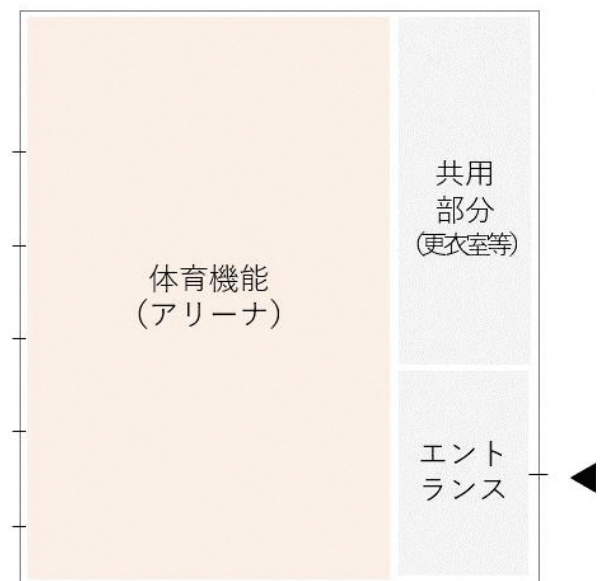 共用
部分
（更衣室等）
体育機能
（アリーナ）
エント
ランス